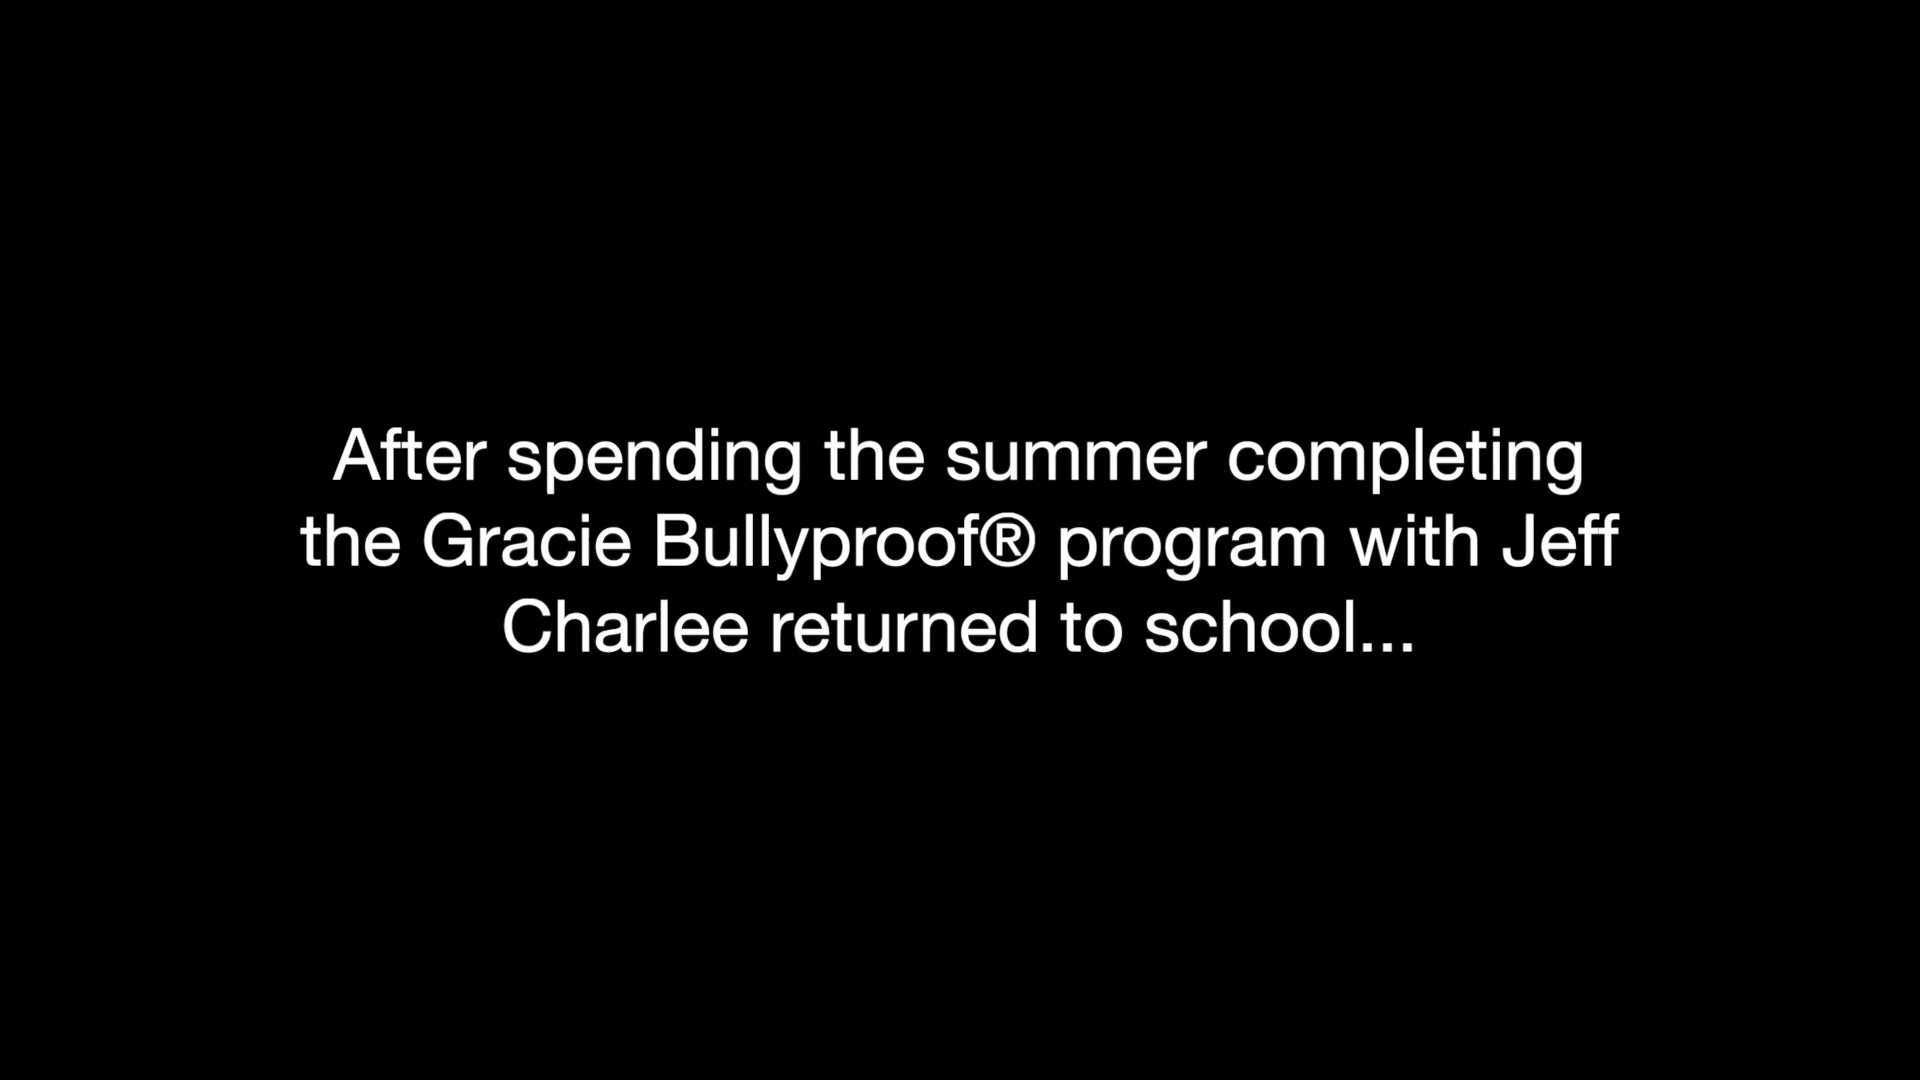 After spending the summer completing
the Gracie Bullyproof® program with Jeff
Charlee returned to school...